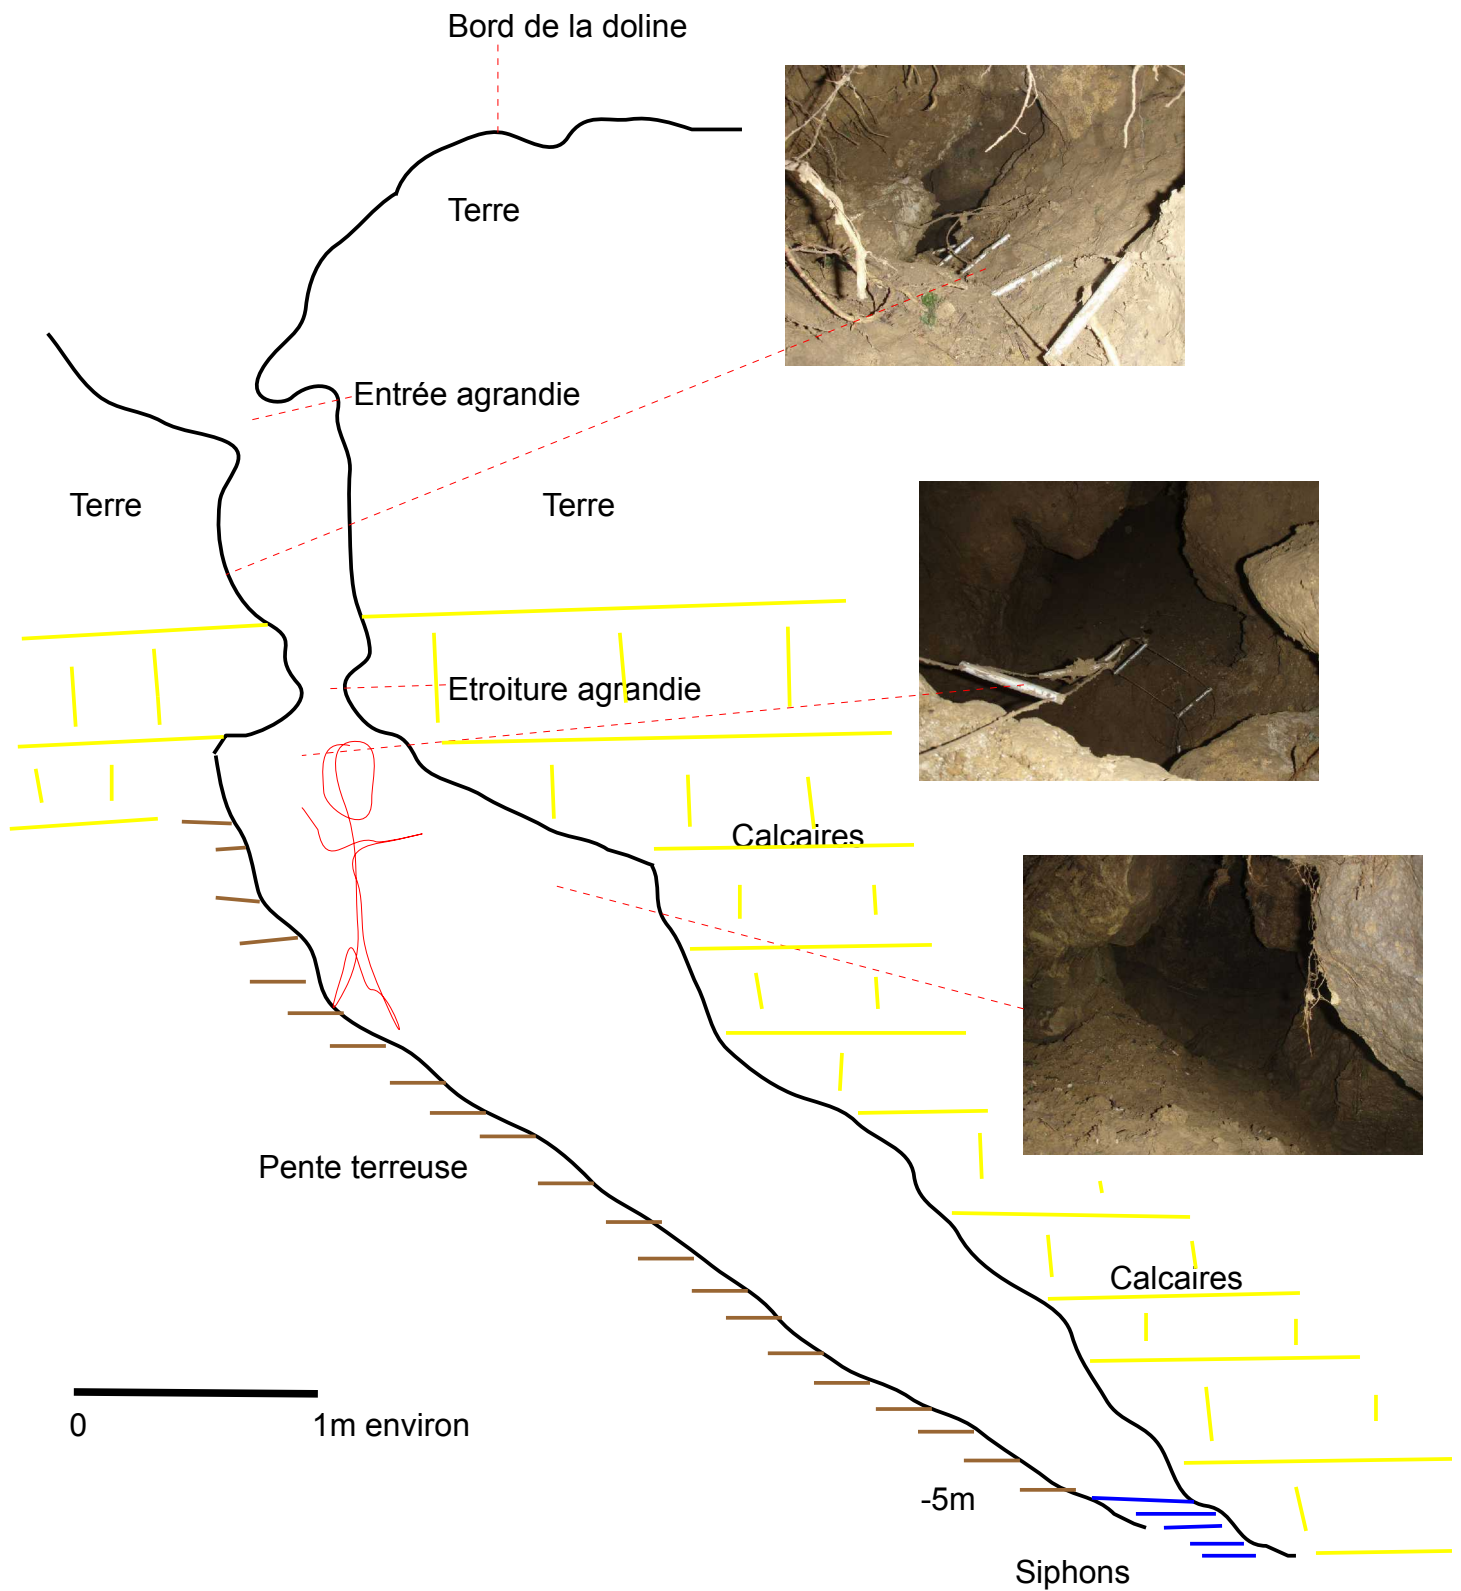 Bord de la doline
Terre
Entrée agrandie
Terre
Terre
Etroiture agrandie
Calcaires
Pente terreuse
Calcaires
0
1m environ
-5m
Siphons